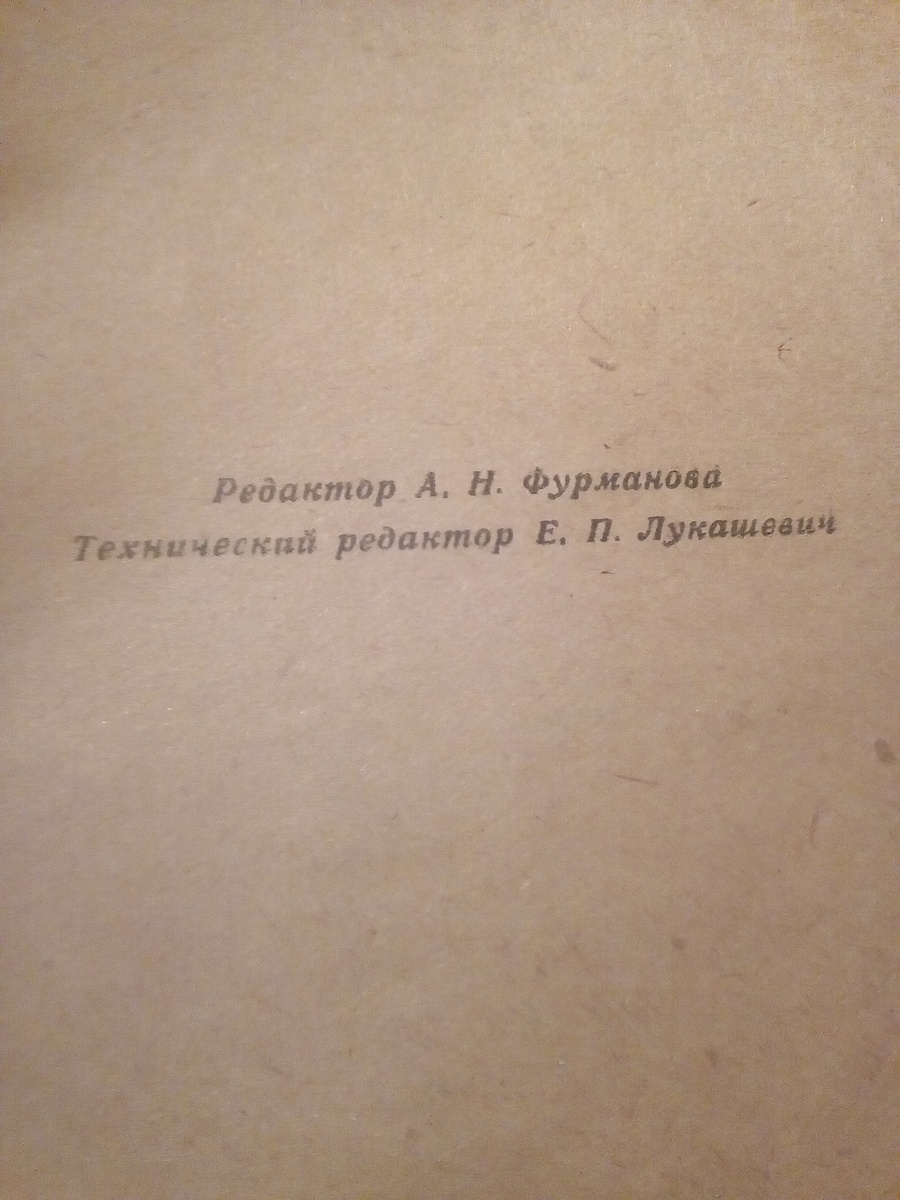 Редактор А. Н. Фурманова
Технический редактор Е. П. Лукашевич